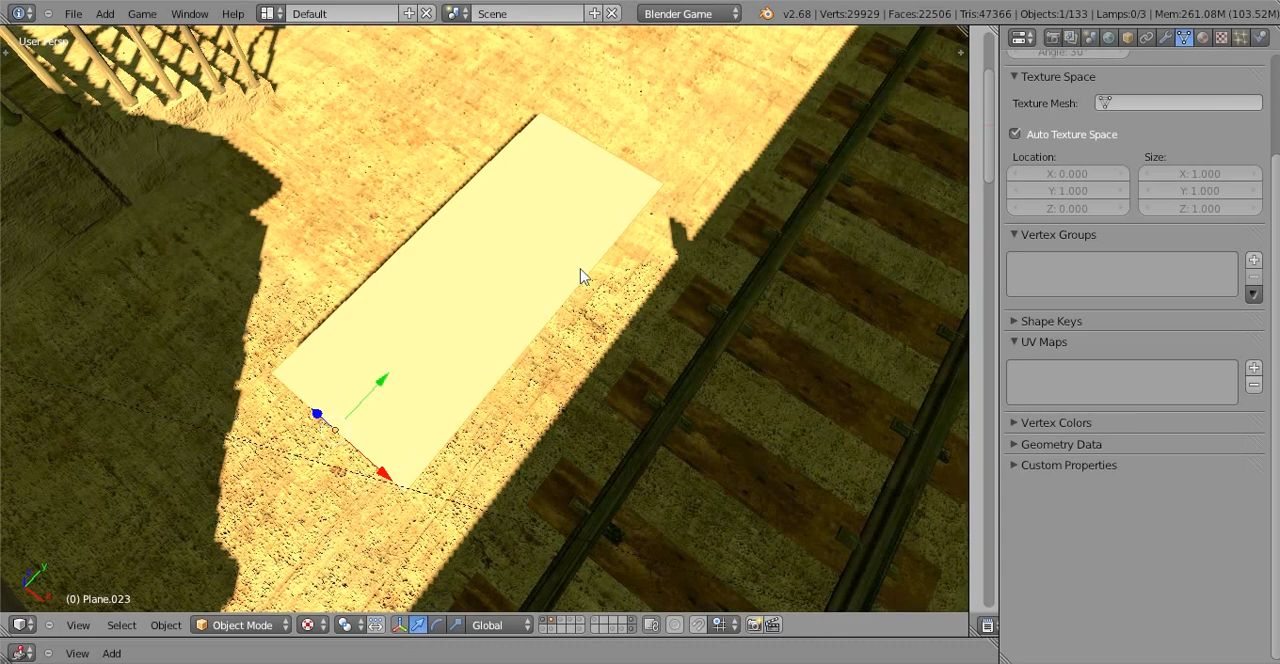 File Add Game Window Help Default Scene Blender Game v2.68 | Verts:29929 | Faces:22506 | Tris:47366 | Objects:1/133 | Lamps:0/3 | Mem:261.08M (103.52M
User Persp
Angle: 30
Texture Space
Texture Mesh:
Auto Texture Space
Location: Size:
X: 0.000 X: 1.000
Y: 1.000 Y: 1.000
Z: 0.000 Z: 1.000
Vertex Groups
Shape Keys
UV Maps
Vertex Colors
Geometry Data
Custom Properties
y
x
(0) Plane.023
View Select Object Object Mode Global
View Add